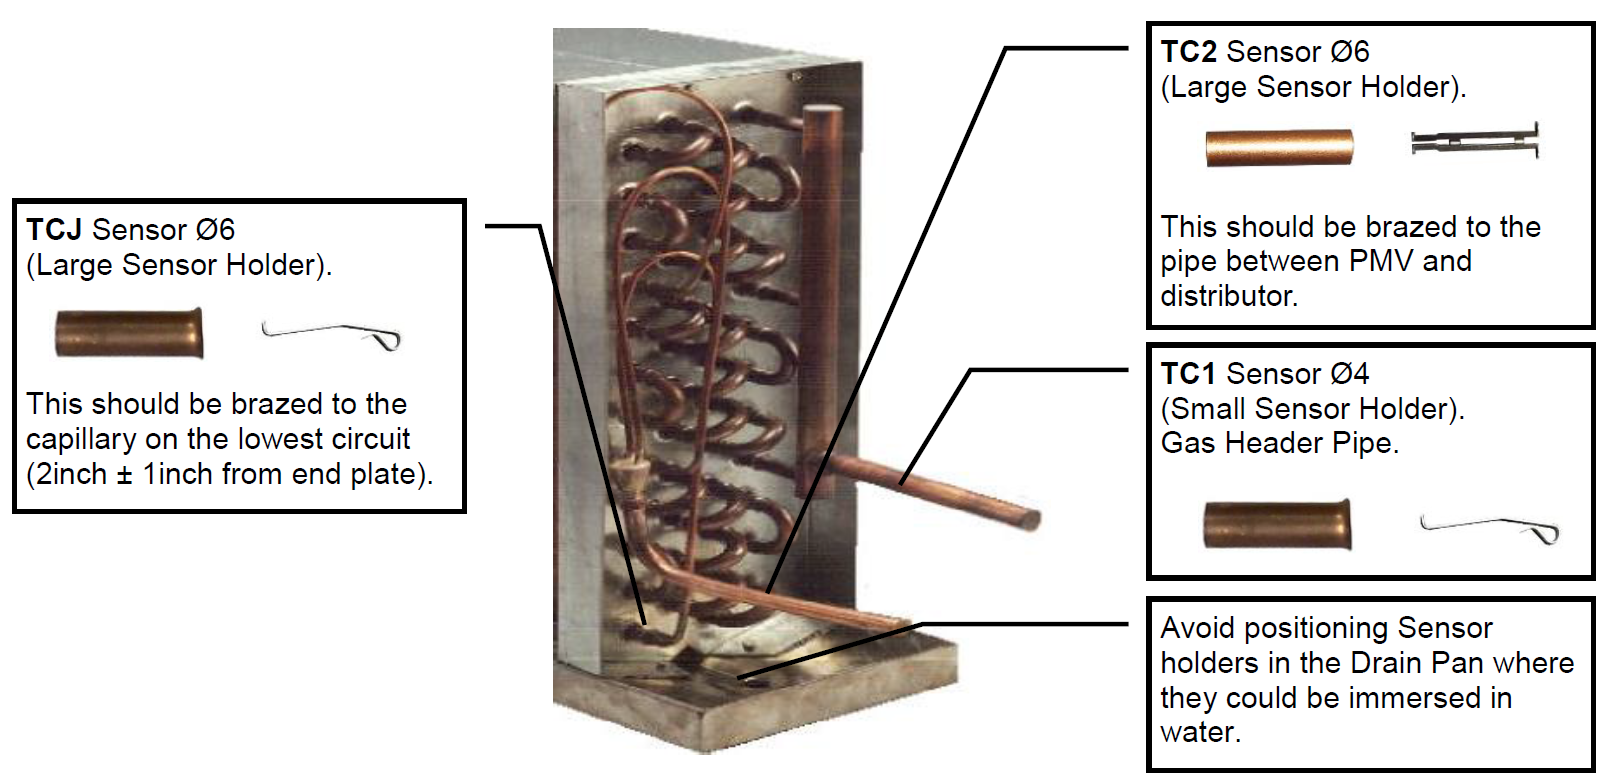 TCJ Sensor Ø6
(Large Sensor Holder).
This should be brazed to the
capillary on the lowest circuit
(2inch ± 1inch from end plate).
TC2 Sensor Ø6
(Large Sensor Holder).
This should be brazed to the
pipe between PMV and
distributor.
TC1 Sensor Ø4
(Small Sensor Holder).
Gas Header Pipe.
Avoid positioning Sensor
holders in the Drain Pan where
they could be immersed in
water.